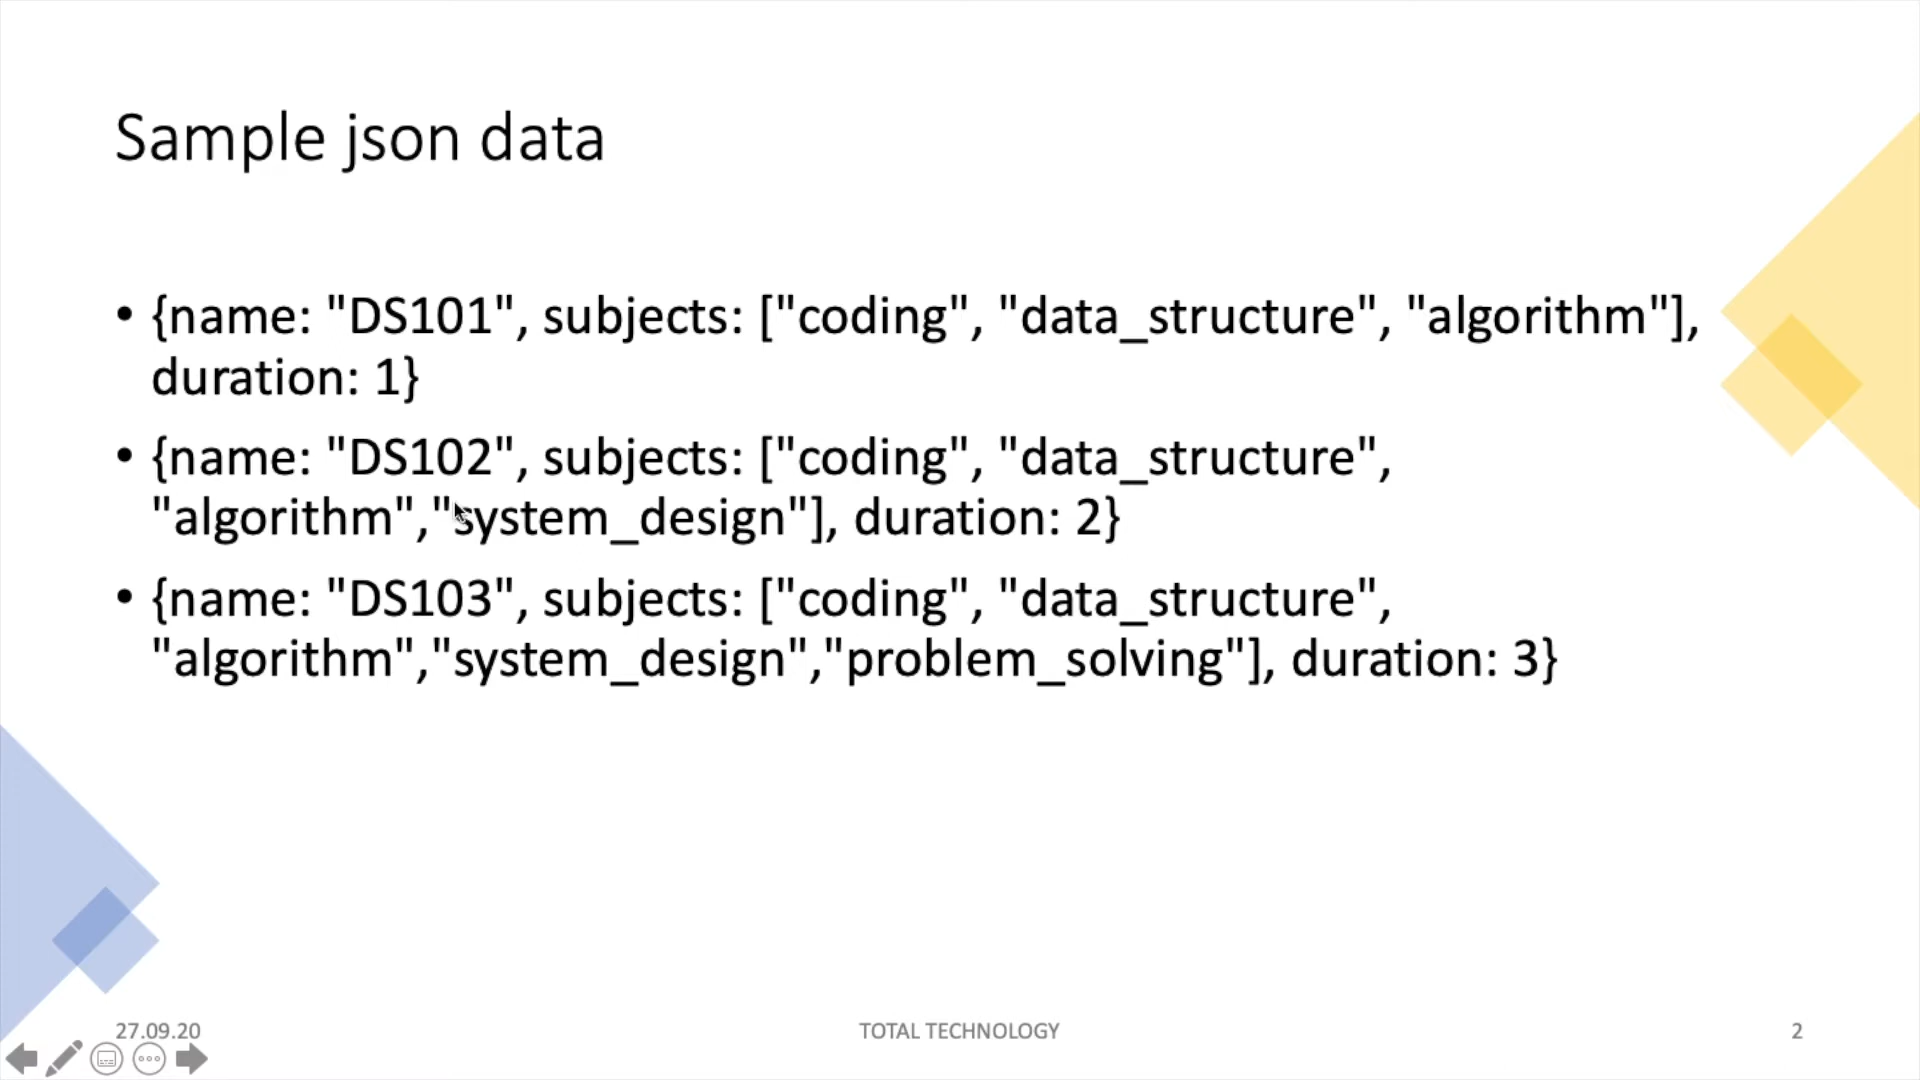 Sample json data
• {name: "DS101", subjects: ["coding", "data_structure", "algorithm"],
duration: 1}
• {name: "DS102", subjects: ["coding", "data_structure",
"algorithm","system_design"], duration: 2}
• {name: "DS103", subjects: ["coding", "data_structure",
"algorithm","system_design","problem_solving"], duration: 3}
27.09.20
TOTAL TECHNOLOGY
2